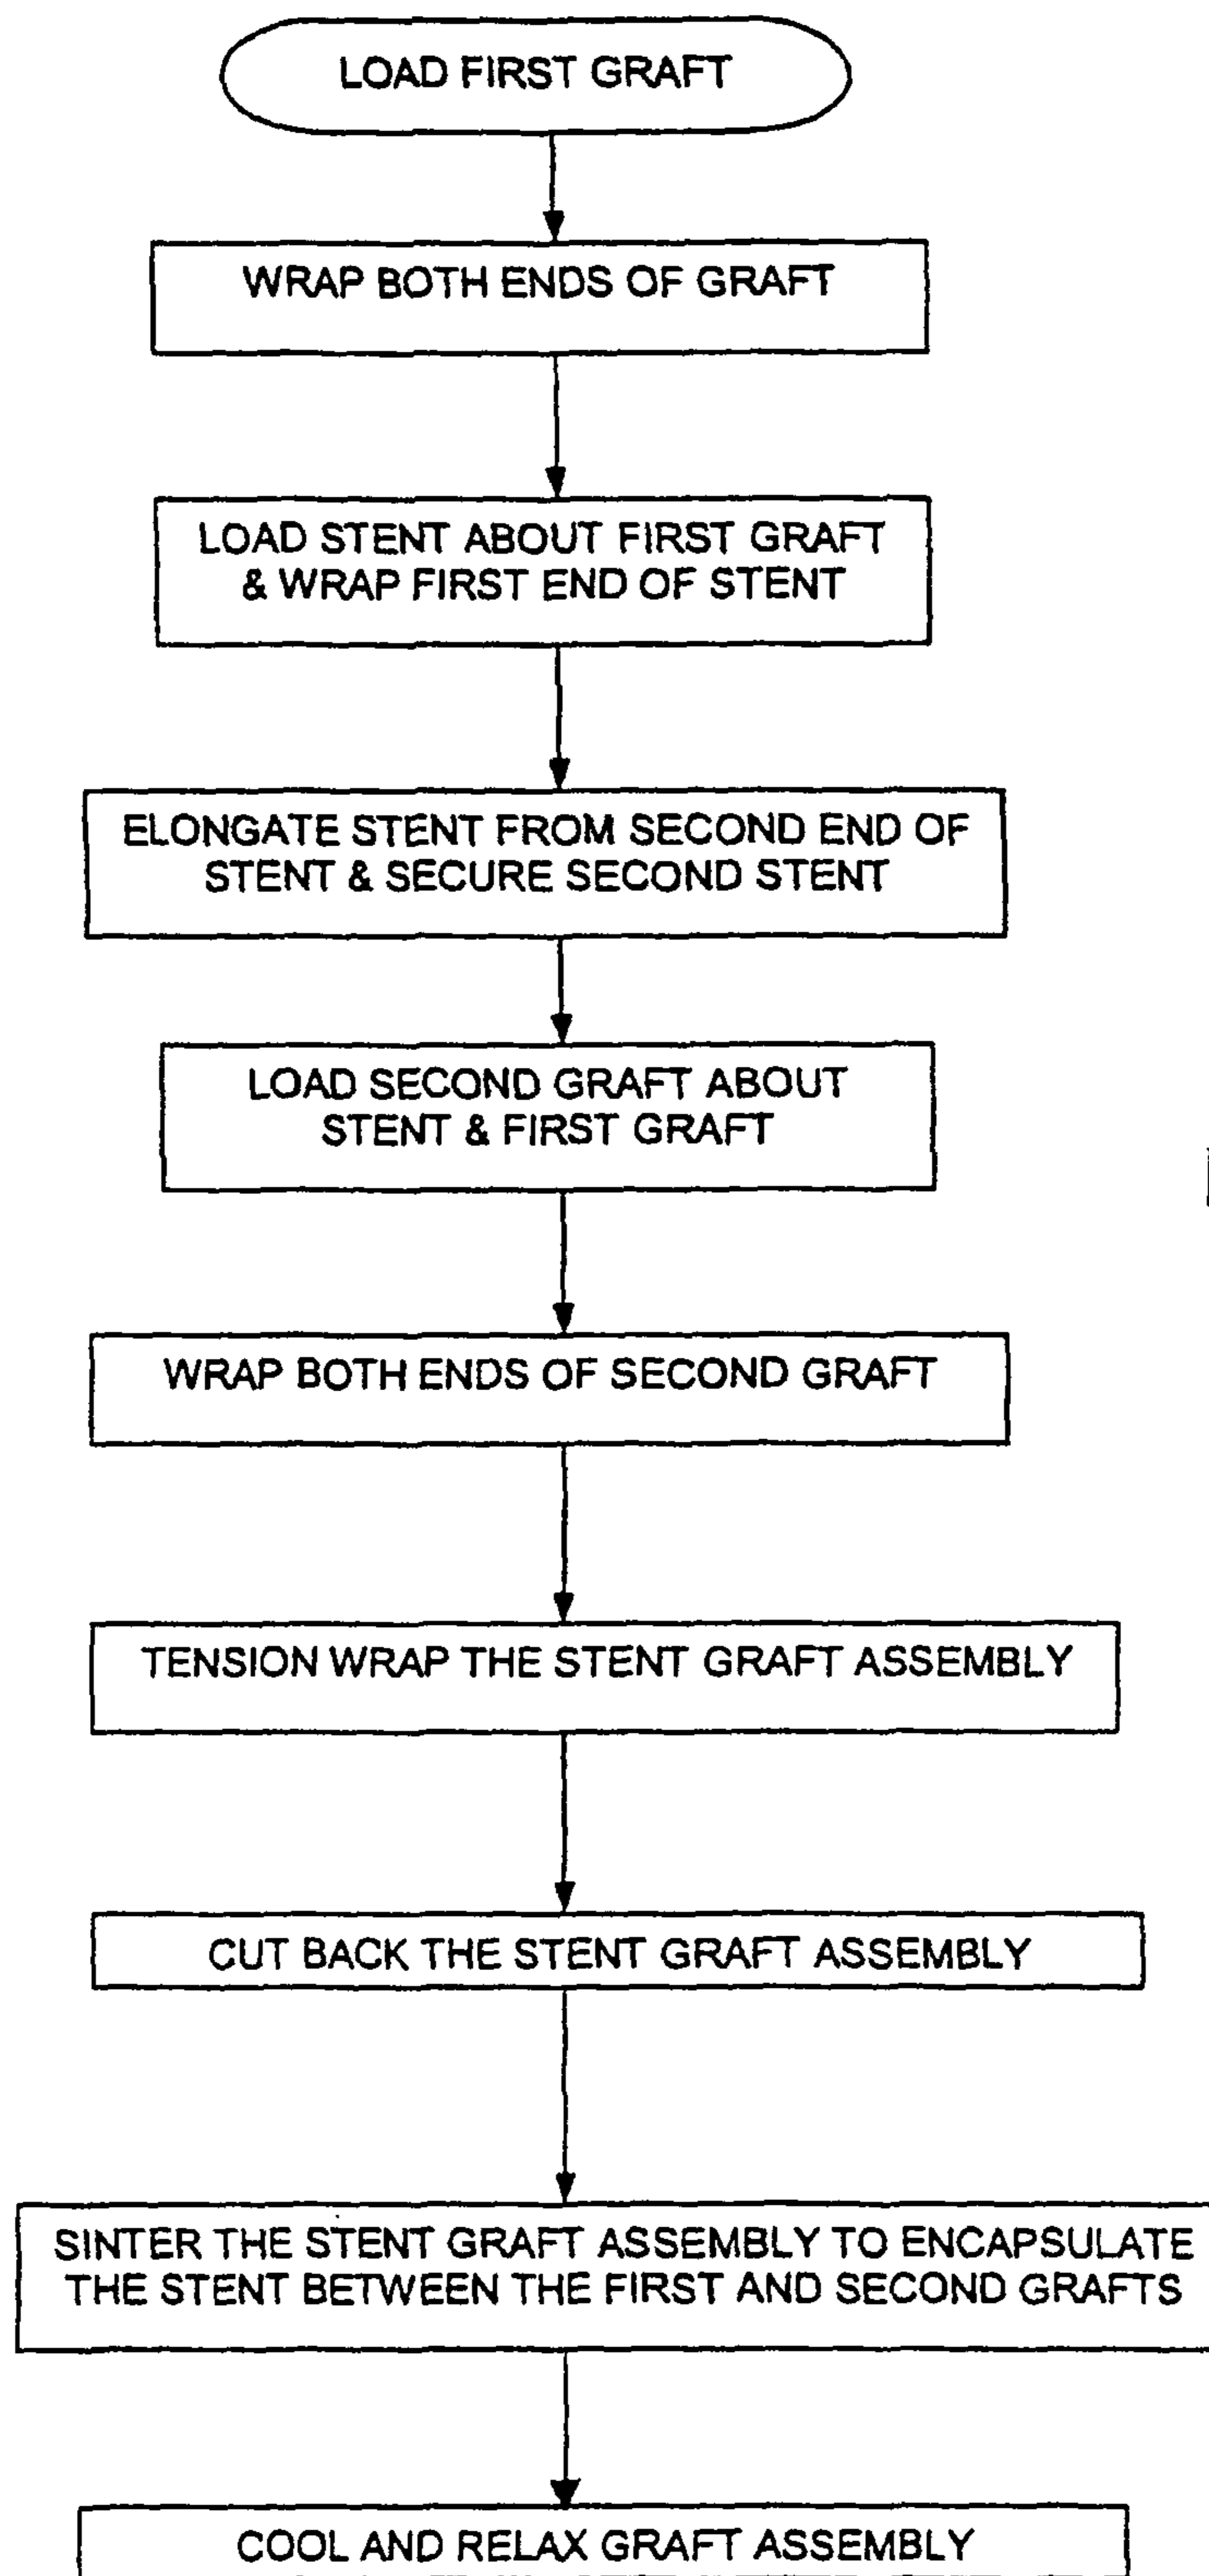 LOAD FIRST GRAFT
WRAP BOTH ENDS OF GRAFT
LOAD STENT ABOUT FIRST GRAFT
& WRAP FIRST END OF STENT
ELONGATE STENT FROM SECOND END OF
STENT & SECURE SECOND STENT
LOAD SECOND GRAFT ABOUT
STENT & FIRST GRAFT
WRAP BOTH ENDS OF SECOND GRAFT
TENSION WRAP THE STENT GRAFT ASSEMBLY
CUT BACK THE STENT GRAFT ASSEMBLY
SINTER THE STENT GRAFT ASSEMBLY TO ENCAPSULATE
THE STENT BETWEEN THE FIRST AND SECOND GRAFTS
COOL AND RELAX GRAFT ASSEMBLY